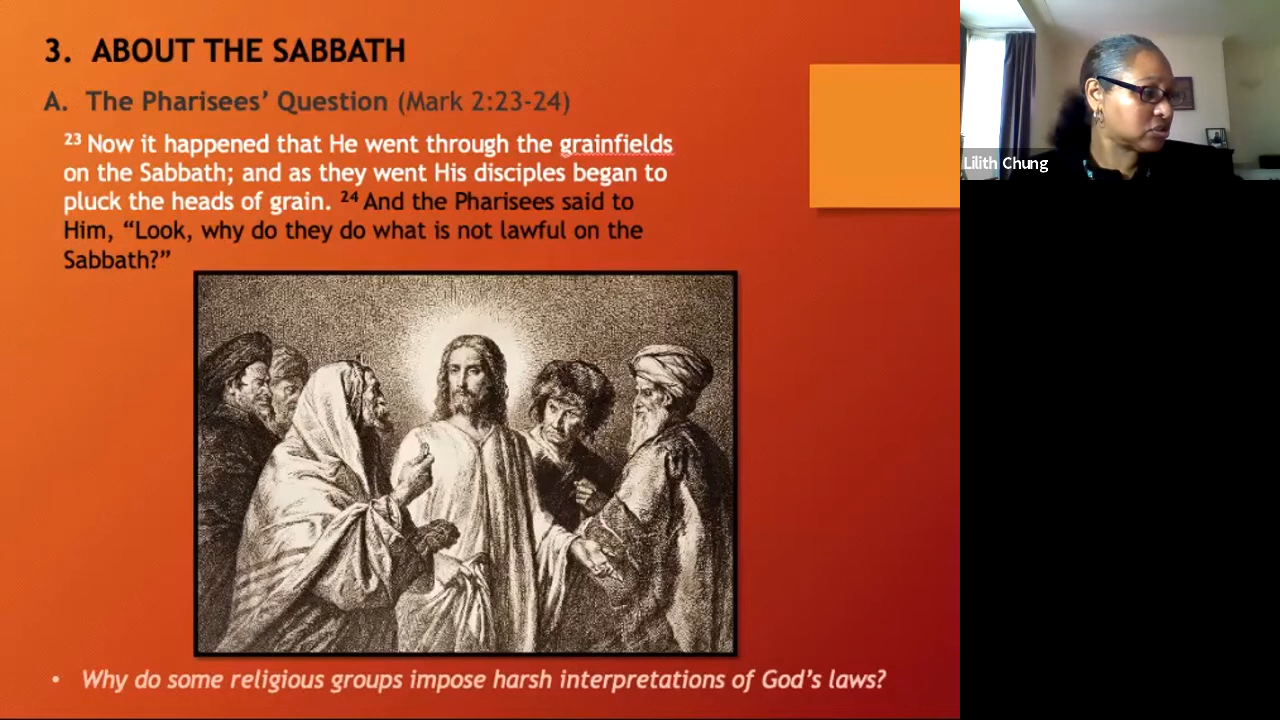 3. ABOUT THE SABBATH
A. The Pharisees’ Question (Mark 2:23-24)
²³ Now it happened that He went through the grainfields
on the Sabbath; and as they went His disciples began to
pluck the heads of grain. ²⁴ And the Pharisees said to
Him, “Look, why do they do what is not lawful on the
Sabbath?”
• Why do some religious groups impose harsh interpretations of God’s laws?
Lilith Chung